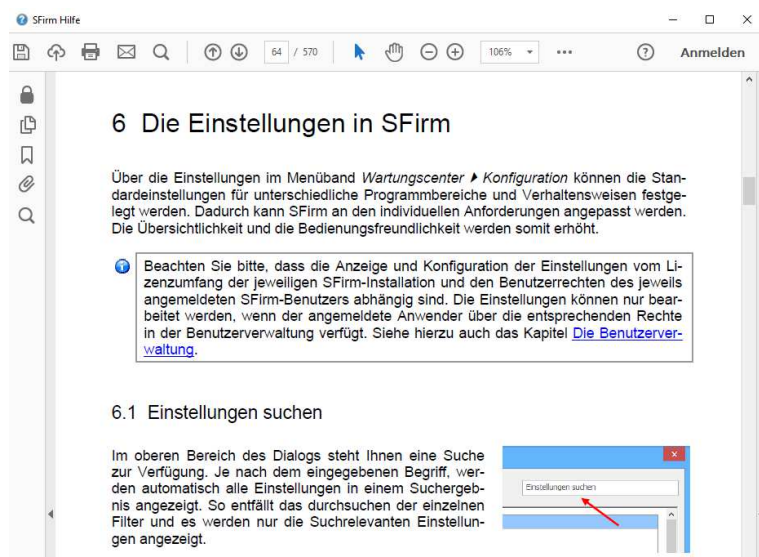 SFirm Hilfe
64 / 570
106%
Anmelden
6 Die Einstellungen in SFirm
Über die Einstellungen im Menüband Wartungscenter ▸ Konfiguration können die Stan-
dardeinstellungen für unterschiedliche Programmbereiche und Verhaltensweisen festge-
legt werden. Dadurch kann SFirm an den individuellen Anforderungen angepasst werden.
Die Übersichtlichkeit und die Bedienungsfreundlichkeit werden somit erhöht.
Beachten Sie bitte, dass die Anzeige und Konfiguration der Einstellungen vom Li-
zenzumfang der jeweiligen SFirm-Installation und den Benutzerrechten des jeweils
angemeldeten SFirm-Benutzers abhängig sind. Die Einstellungen können nur bear-
beitet werden, wenn der angemeldete Anwender über die entsprechenden Rechte
in der Benutzerverwaltung verfügt. Siehe hierzu auch das Kapitel Die Benutzerver-
waltung.
6.1 Einstellungen suchen
Im oberen Bereich des Dialogs steht Ihnen eine Suche
zur Verfügung. Je nach dem eingegebenen Begriff, wer-
den automatisch alle Einstellungen in einem Suchergeb-
nis angezeigt. So entfällt das durchsuchen der einzelnen
Filter und es werden nur die Suchrelevanten Einstellun-
gen angezeigt.
Einstellungen suchen